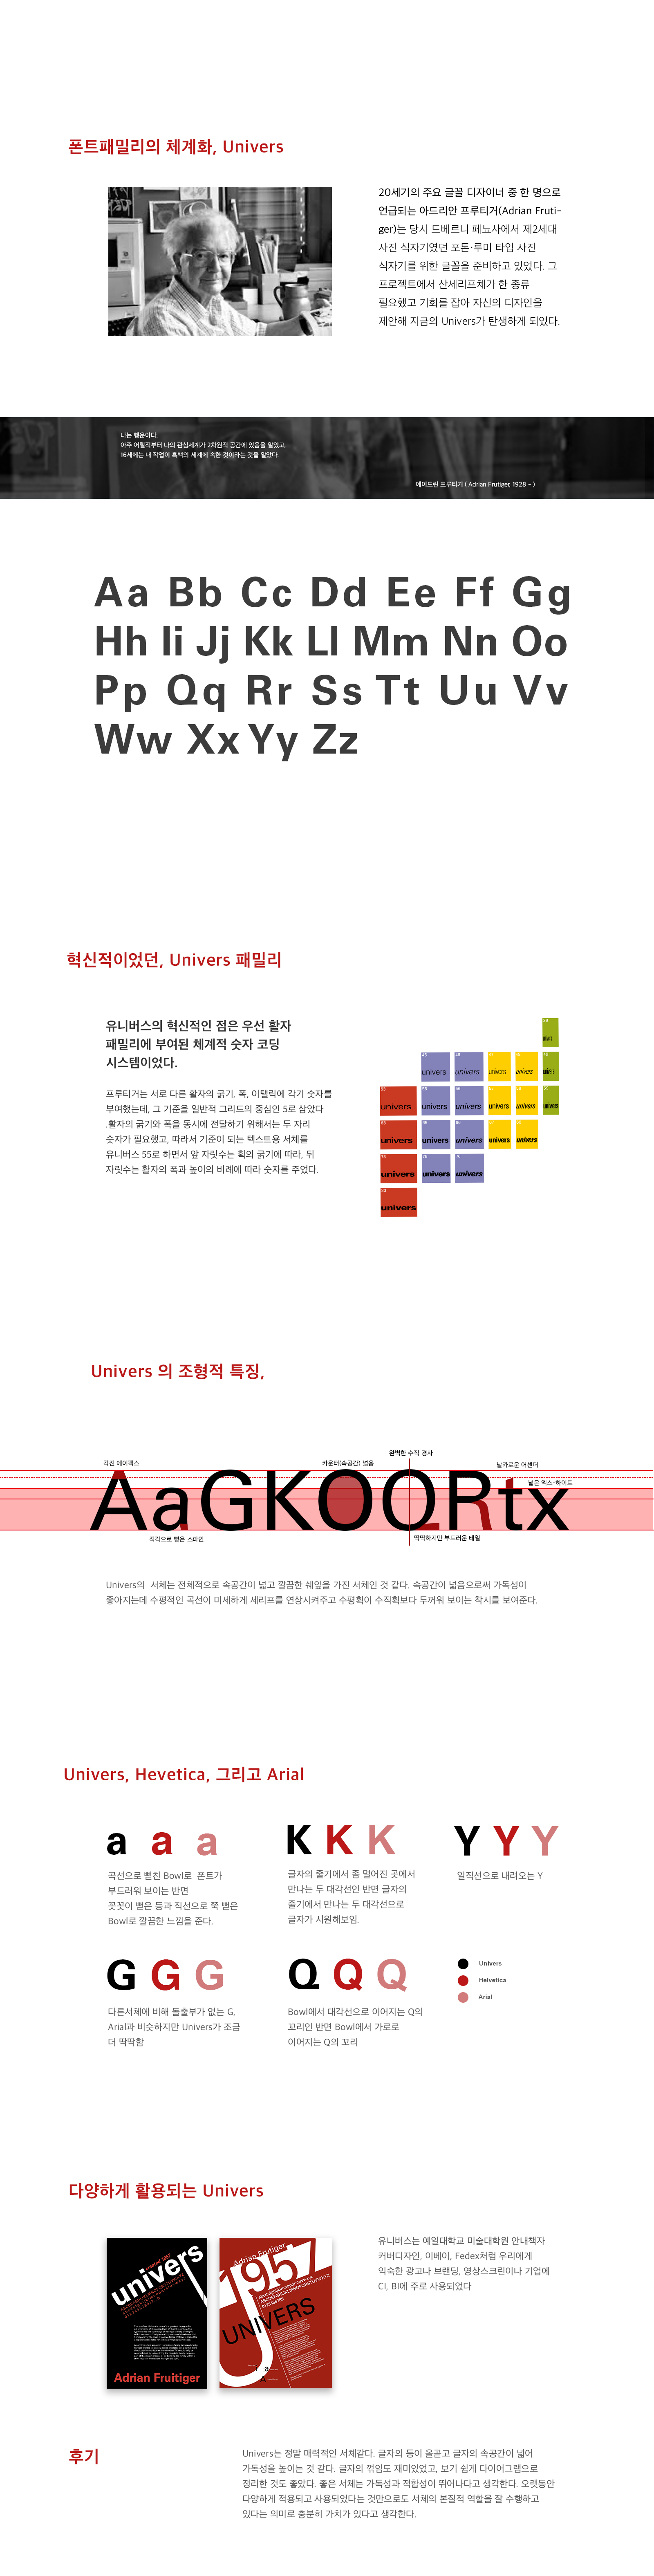 폰트패밀리의 체계화, Univers
20세기의 주요 글꼴 디자이너 중 한 명으로
언급되는 아드리안 프루티거(Adrian Fruti-
ger)는 당시 드베르니 페뇨사에서 제2세대
사진 식자기였던 포톤·루미 타입 사진
식자기를 위한 글꼴을 준비하고 있었다. 그
프로젝트에서 산세리프체가 한 종류
필요했고 기회를 잡아 자신의 디자인을
제안해 지금의 Univers가 탄생하게 되었다.
나는 행운아다.
아주 어릴적부터 나의 관심세계가 2차원적 공간에 있음을 알았고,
16세에는 내 작업이 흑백의 세계에 속한 것이라는 것을 알았다.
에이드린 프루티거 ( Adrian Frutiger, 1928 ~ )
Aa Bb Cc Dd Ee Ff Gg
Hh Ii Jj Kk Ll Mm Nn Oo
Pp Qq Rr Ss Tt Uu Vv
Ww Xx Yy Zz
혁신적이었던, Univers 패밀리
유니버스의 혁신적인 점은 우선 활자
패밀리에 부여된 체계적 숫자 코딩
시스템이었다.
프루티거는 서로 다른 활자의 굵기, 폭, 이탤릭에 각기 숫자를
부여했는데, 그 기준을 일반적 그리드의 중심인 5로 삼았다
.활자의 굵기와 폭을 동시에 전달하기 위해서는 두 자리
숫자가 필요했고, 따라서 기준이 되는 텍스트용 서체를
유니버스 55로 하면서 앞 자릿수는 획의 굵기에 따라, 뒤
자릿수는 활자의 폭과 높이의 비례에 따라 숫자를 주었다.
univers univers univers univers
univers univers univers univers univers univers
univers univers univers univers univers
univers univers univers
univers
Univers 의 조형적 특징,
완벽한 수직 경사
각진 에이펙스
카운터(속공간) 넓음
날카로운 어센더
넓은 엑스-하이트
AaGKOQRtx
직각으로 뻗은 스파인
딱딱하지만 부드러운 테일
Univers의 서체는 전체적으로 속공간이 넓고 깔끔한 쉐잎을 가진 서체인 것 같다. 속공간이 넓음으로써 가독성이
좋아지는데 수평적인 곡선이 미세하게 세리프를 연상시켜주고 수평획이 수직획보다 두꺼워 보이는 착시를 보여준다.
Univers, Hevetica, 그리고 Arial
a a a
곡선으로 뻗친 Bowl로 폰트가
부드러워 보이는 반면
꼿꼿이 뻗은 등과 직선으로 쭉 뻗은
Bowl로 깔끔한 느낌을 준다.
K K K
글자의 줄기에서 좀 떨어진 곳에서
만나는 두 대각선인 반면 글자의
줄기에서 만나는 두 대각선으로
글자가 시원해보임.
Y Y Y
일직선으로 내려오는 Y
G G G
다른서체에 비해 돌출부가 없는 G,
Arial과 비슷하지만 Univers가 조금
더 딱딱함
Q Q Q
Bowl에서 대각선으로 이어지는 Q의
꼬리인 반면 Bowl에서 가로로
이어지는 Q의 꼬리
Univers
Helvetica
Arial
다양하게 활용되는 Univers
univers
Adrian Fruitiger
Adrian Frutiger
1957
UNIVERS
유니버스는 예일대학교 미술대학원 안내책자
커버디자인, 이베이, Fedex처럼 우리에게
익숙한 광고나 브랜딩, 영상스크린이나 기업에
CI, BI에 주로 사용되었다
후기
Univers는 정말 매력적인 서체같다. 글자의 등이 올곧고 글자의 속공간이 넓어
가독성을 높이는 것 같다. 글자의 꺾임도 재미있었고, 보기 쉽게 다이어그램으로
정리한 것도 좋았다. 좋은 서체는 가독성과 적합성이 뛰어나다고 생각한다. 오랫동안
다양하게 적용되고 사용되었다는 것만으로도 서체의 본질적 역할을 잘 수행하고
있다는 의미로 충분히 가치가 있다고 생각한다.